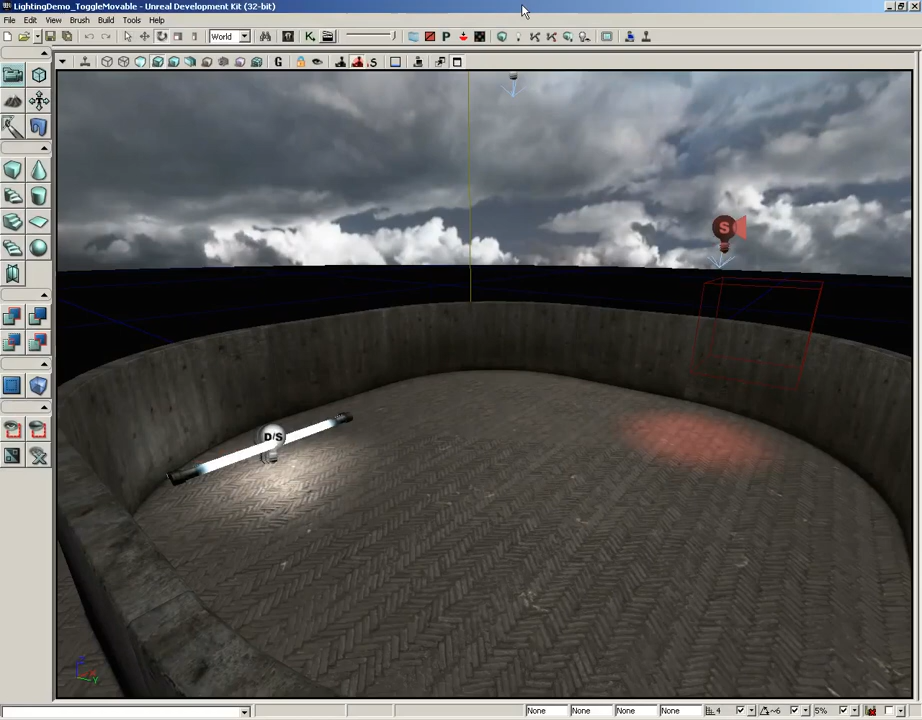 LightingDemo_ToggleMovable - Unreal Development Kit (32-bit)
File Edit View Brush Build Tools Help
World
K
P
G
S
S
D/S
Z
X
Y
None None None None 4 ~6 5%